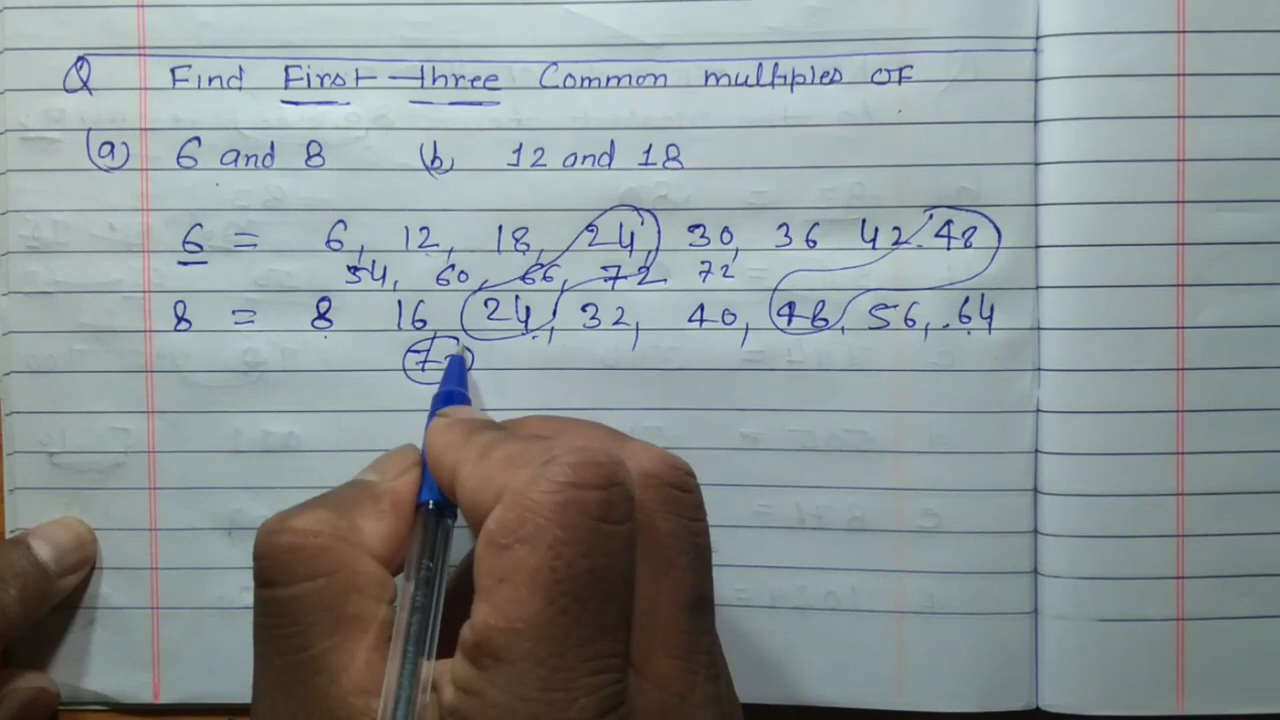 Q Find First three Common multiples OF
(a) 6 and 8 (b) 12 and 18
6 = 6, 12, 18, 24, 30, 36 42. 48
54, 60, 66, 72 72
8 = 8 16, 24, 32, 40, 48, 56, 64